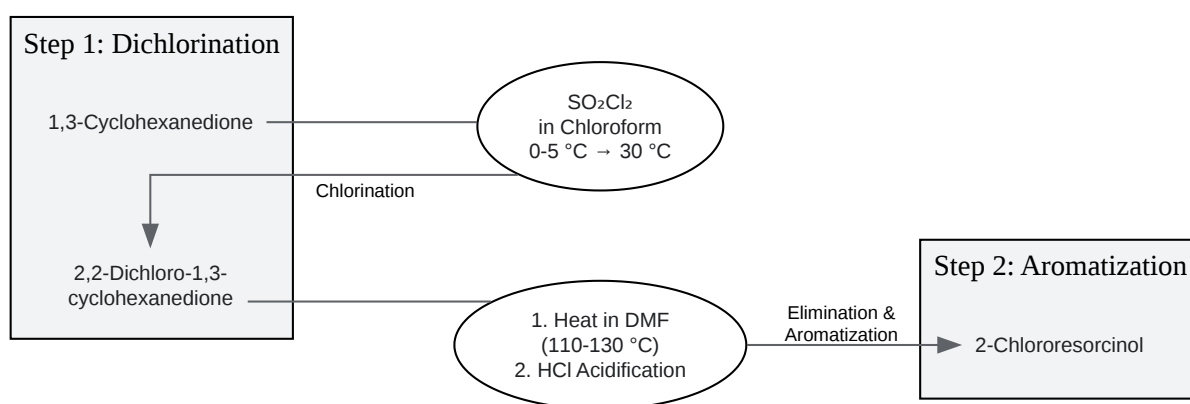 Step 1: Dichlorination
1,3-Cyclohexanedione
SO₂Cl₂
in Chloroform
0-5 °C → 30 °C
Chlorination
2,2-Dichloro-1,3-
cyclohexanedione
1. Heat in DMF
(110-130 °C)
2. HCl Acidification
Elimination &
Aromatization
Step 2: Aromatization
2-Chlororesorcinol